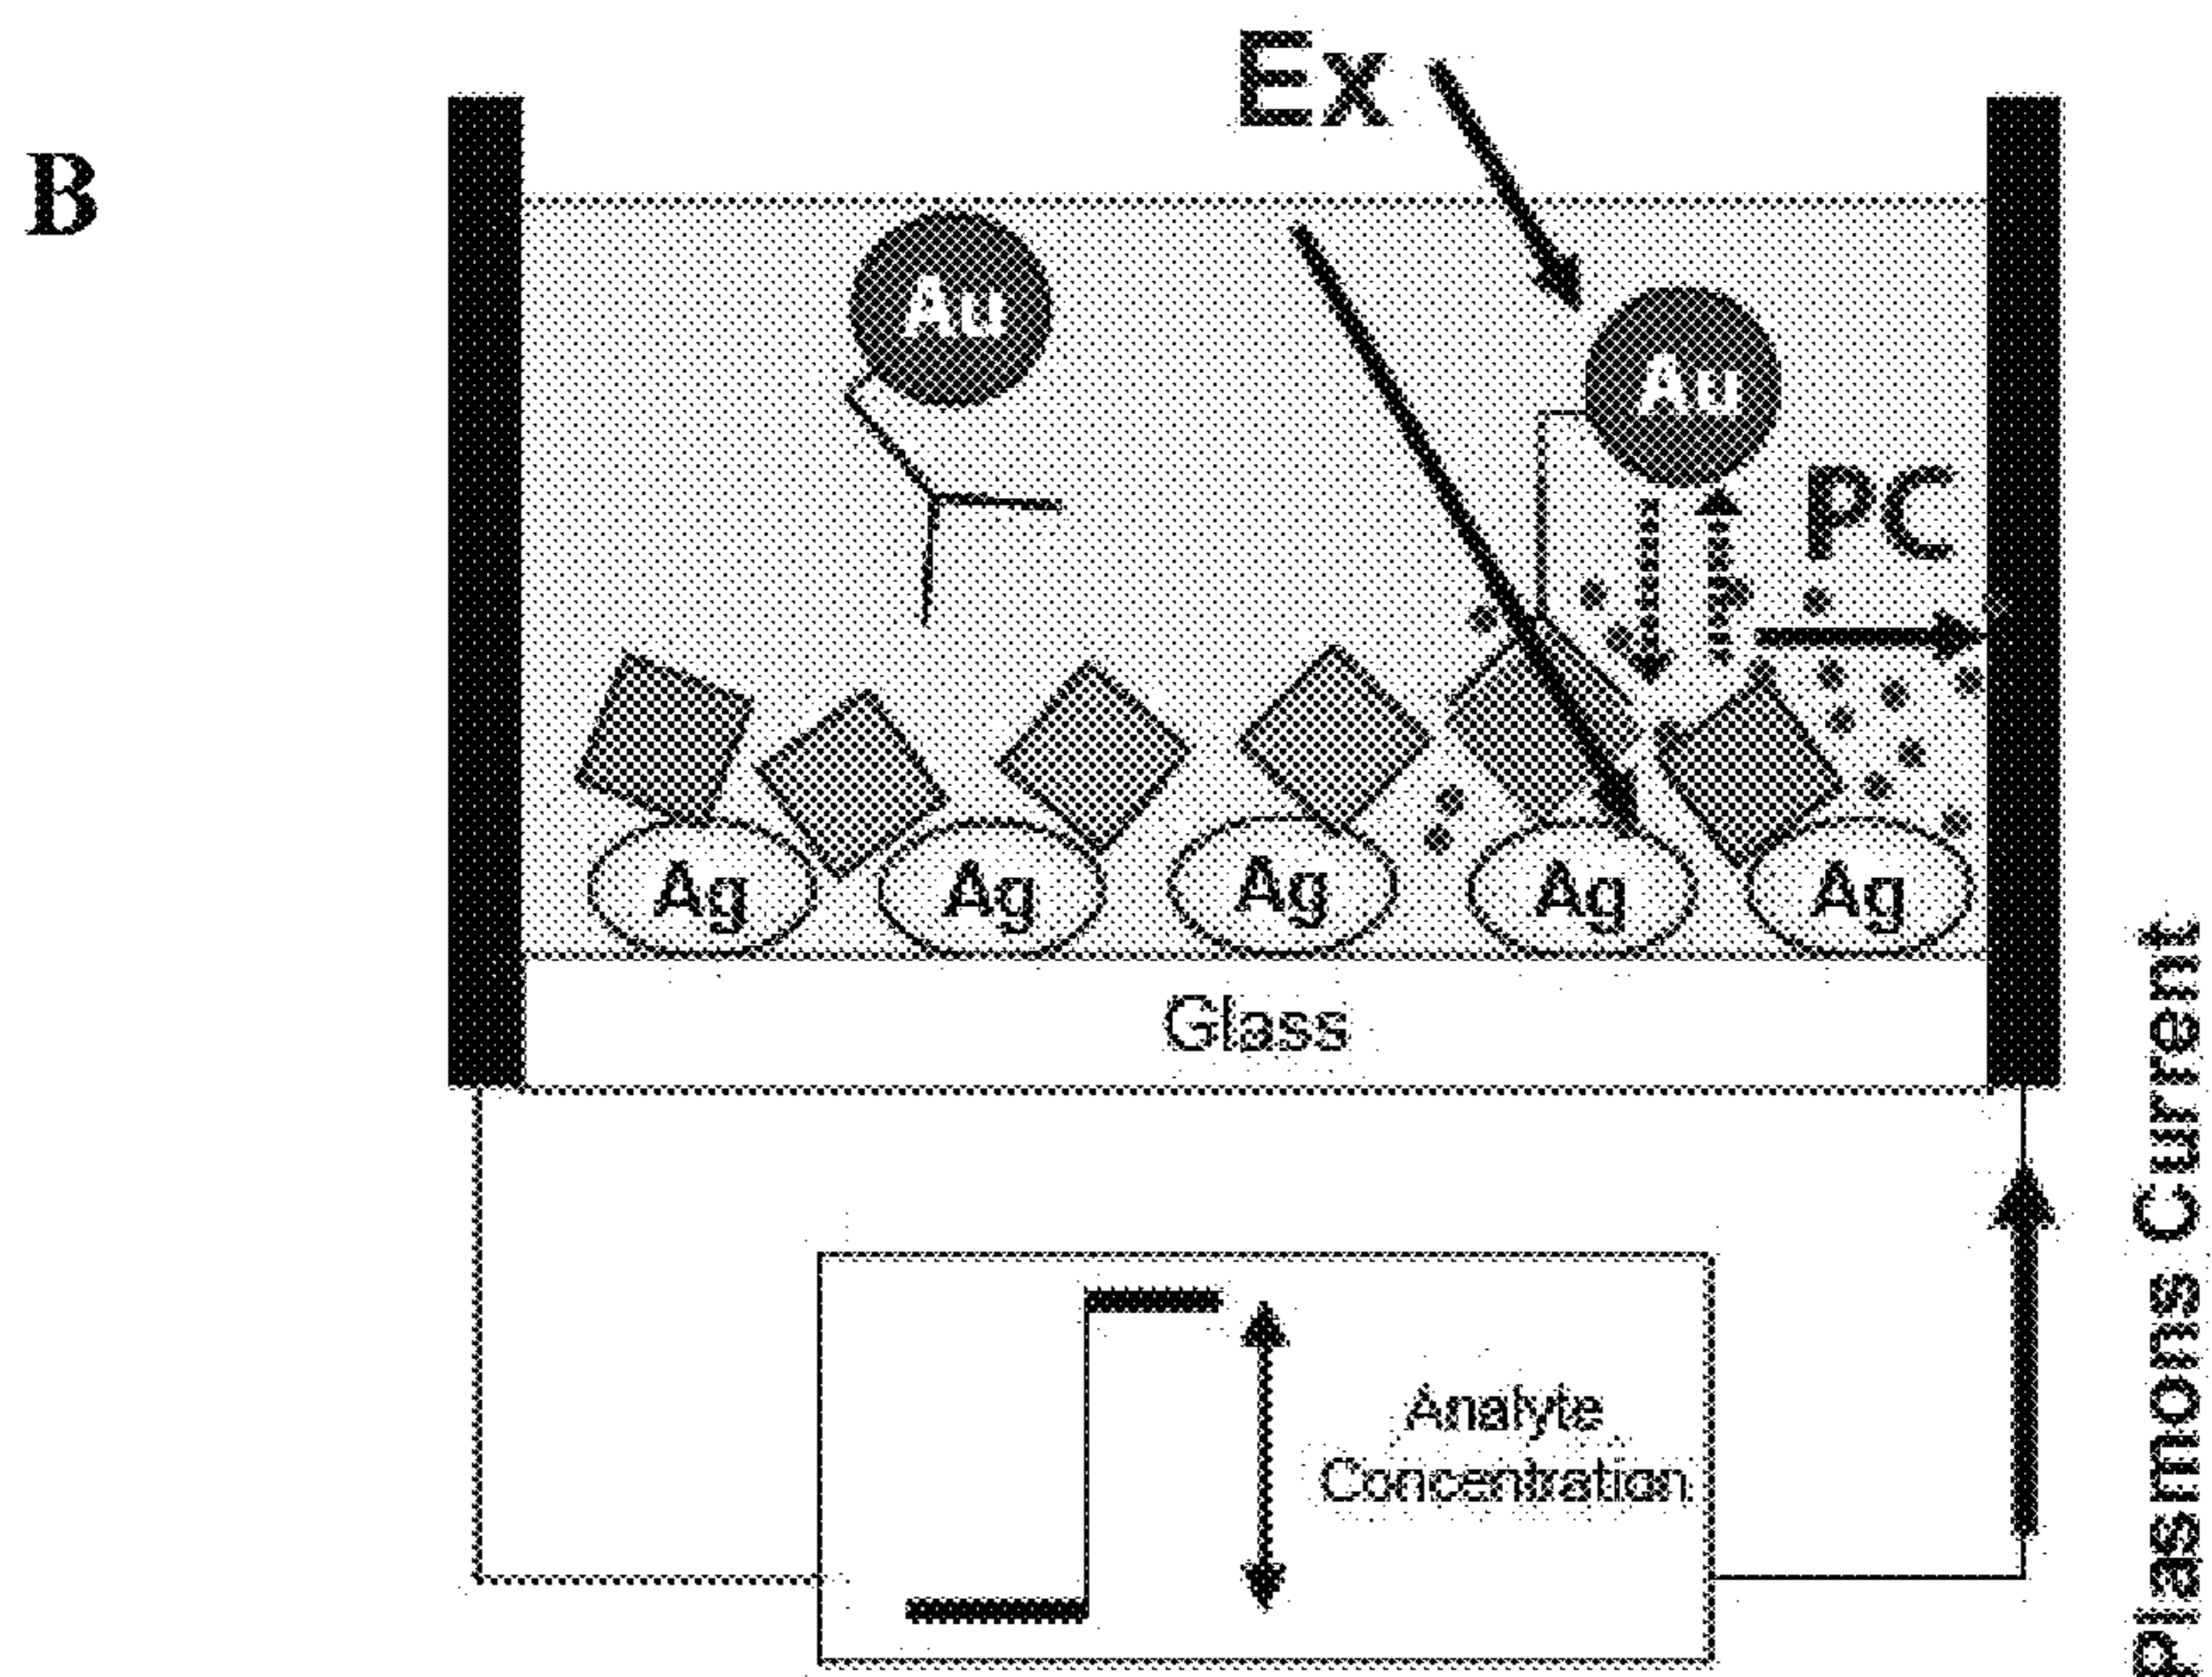 B
Ex
Au
Au
PC
Ag
Ag
Ag
Ag
Ag
Glass
Plasmons Current
Analyte
Concentration